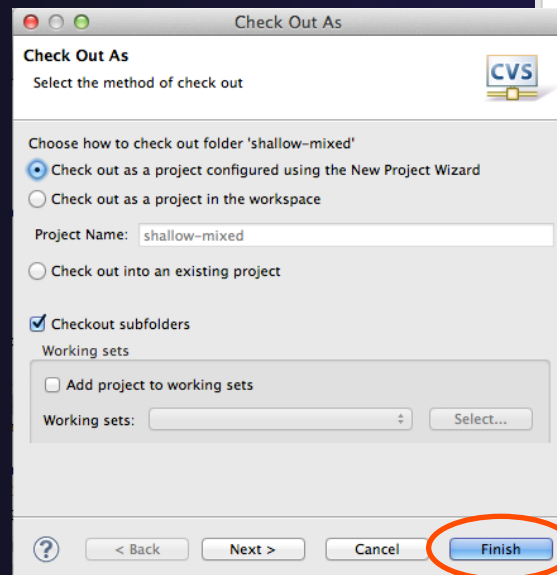 Check Out As
Check Out As
Select the method of check out
CVS
Choose how to check out folder 'shallow-mixed'
Check out as a project configured using the New Project Wizard
Check out as a project in the workspace
Project Name: shallow-mixed
Check out into an existing project
Checkout subfolders
Working sets
Add project to working sets
Working sets: Select...
? < Back Next > Cancel Finish